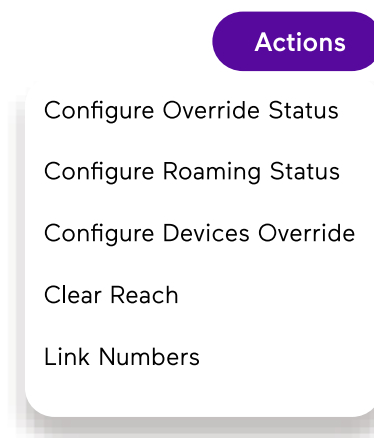 Actions
Configure Override Status
Configure Roaming Status
Configure Devices Override
Clear Reach
Link Numbers